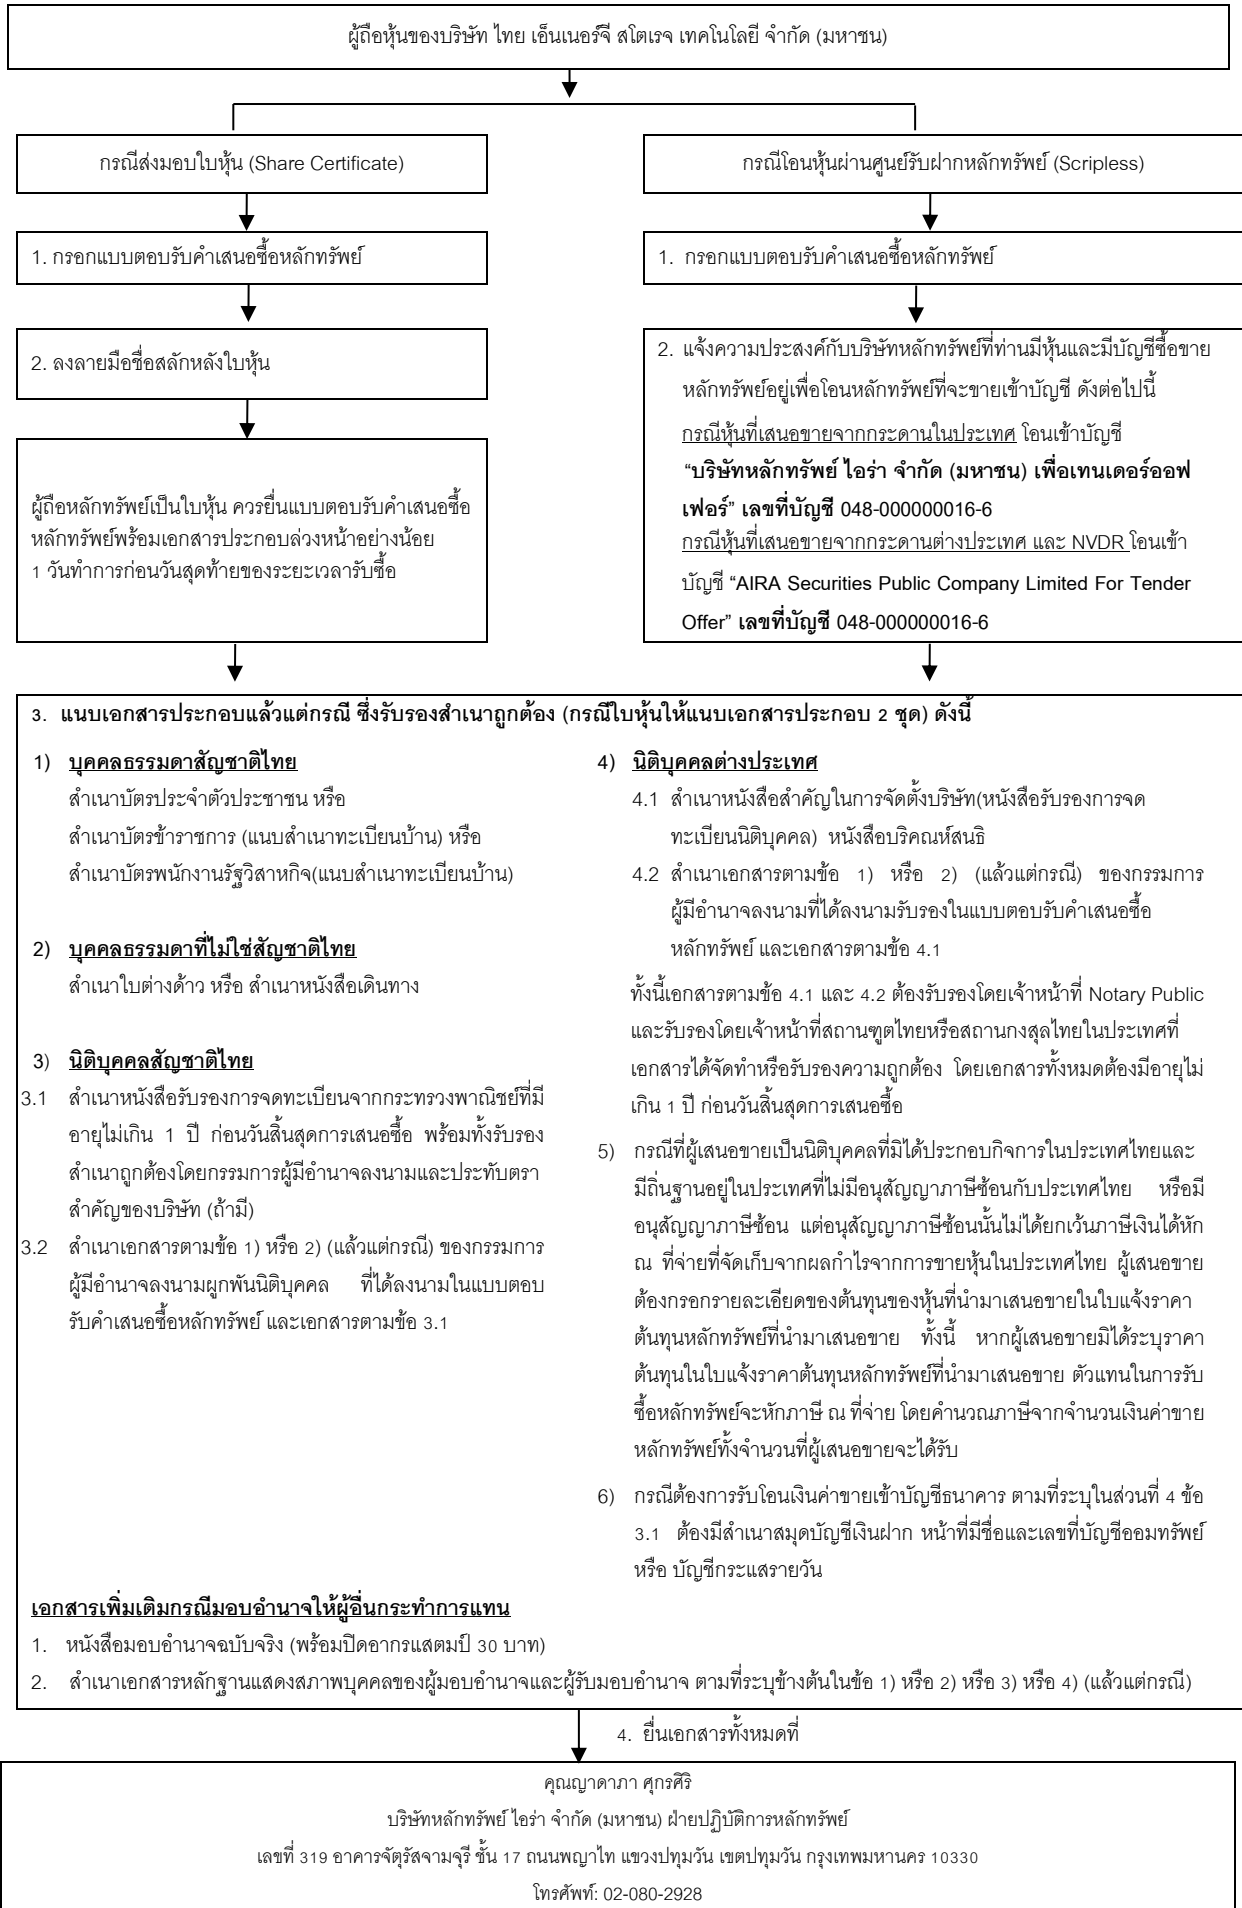 ผู้ถือหุ้นของบริษัท ไทย เอ็นเนอร์จี สโตเรจ เทคโนโลยี จำกัด (มหาชน)
กรณีส่งมอบใบหุ้น (Share Certificate)
1. กรอกแบบตอบรับคำเสนอซื้อหลักทรัพย์
2. ลงลายมือชื่อสลักหลังใบหุ้น
ผู้ถือหลักทรัพย์เป็นใบหุ้น ควรยื่นแบบตอบรับคำเสนอซื้อ
หลักทรัพย์พร้อมเอกสารประกอบล่วงหน้าอย่างน้อย
1 วันทำการก่อนวันสุดท้ายของระยะเวลารับซื้อ
กรณีโอนหุ้นผ่านศูนย์รับฝากหลักทรัพย์ (Scripless)
1. กรอกแบบตอบรับคำเสนอซื้อหลักทรัพย์
2. แจ้งความประสงค์กับบริษัทหลักทรัพย์ที่ท่านมีหุ้นและมีบัญชีซื้อขาย
หลักทรัพย์อยู่เพื่อโอนหลักทรัพย์ที่จะขายเข้าบัญชี ดังต่อไปนี้
กรณีหุ้นที่เสนอขายจากกระดานในประเทศ โอนเข้าบัญชี
“บริษัทหลักทรัพย์ ไอร่า จำกัด (มหาชน) เพื่อเทนเดอร์ออฟ
เฟอร์” เลขที่บัญชี 048-000000016-6
กรณีหุ้นที่เสนอขายจากกระดานต่างประเทศ และ NVDR โอนเข้า
บัญชี “AIRA Securities Public Company Limited For Tender
Offer” เลขที่บัญชี 048-000000016-6
3. แนบเอกสารประกอบแล้วแต่กรณี ซึ่งรับรองสำเนาถูกต้อง (กรณีใบหุ้นให้แนบเอกสารประกอบ 2 ชุด) ดังนี้
1) บุคคลธรรมดาสัญชาติไทย
สำเนาบัตรประจำตัวประชาชน หรือ
สำเนาบัตรข้าราชการ (แนบสำเนาทะเบียนบ้าน) หรือ
สำเนาบัตรพนักงานรัฐวิสาหกิจ(แนบสำเนาทะเบียนบ้าน)
2) บุคคลธรรมดาที่ไม่ใช่สัญชาติไทย
สำเนาใบต่างด้าว หรือ สำเนาหนังสือเดินทาง
3) นิติบุคคลสัญชาติไทย
3.1 สำเนาหนังสือรับรองการจดทะเบียนจากกระทรวงพาณิชย์ที่มี
อายุไม่เกิน 1 ปี ก่อนวันสิ้นสุดการเสนอซื้อ พร้อมทั้งรับรอง
สำเนาถูกต้องโดยกรรมการผู้มีอำนาจลงนามและประทับตรา
สำคัญของบริษัท (ถ้ามี)
3.2 สำเนาเอกสารตามข้อ 1) หรือ 2) (แล้วแต่กรณี) ของกรรมการ
ผู้มีอำนาจลงนามผูกพันนิติบุคคล ที่ได้ลงนามในแบบตอบ
รับคำเสนอซื้อหลักทรัพย์ และเอกสารตามข้อ 3.1
4) นิติบุคคลต่างประเทศ
4.1 สำเนาหนังสือสำคัญในการจัดตั้งบริษัท(หนังสือรับรองการจด
ทะเบียนนิติบุคคล) หนังสือบริคณห์สนธิ
4.2 สำเนาเอกสารตามข้อ 1) หรือ 2) (แล้วแต่กรณี) ของกรรมการ
ผู้มีอำนาจลงนามที่ได้ลงนามรับรองในแบบตอบรับคำเสนอซื้อ
หลักทรัพย์ และเอกสารตามข้อ 4.1
ทั้งนี้เอกสารตามข้อ 4.1 และ 4.2 ต้องรับรองโดยเจ้าหน้าที่ Notary Public
และรับรองโดยเจ้าหน้าที่สถานฑูตไทยหรือสถานกงสุลไทยในประเทศที่
เอกสารได้จัดทำหรือรับรองความถูกต้อง โดยเอกสารทั้งหมดต้องมีอายุไม่
เกิน 1 ปี ก่อนวันสิ้นสุดการเสนอซื้อ
5) กรณีที่ผู้เสนอขายเป็นนิติบุคคลที่มิได้ประกอบกิจการในประเทศไทยและ
มีถิ่นฐานอยู่ในประเทศที่ไม่มีอนุสัญญาภาษีซ้อนกับประเทศไทย หรือมี
อนุสัญญาภาษีซ้อน แต่อนุสัญญาภาษีซ้อนนั้นไม่ได้ยกเว้นภาษีเงินได้หัก
ณ ที่จ่ายที่จัดเก็บจากผลกำไรจากการขายหุ้นในประเทศไทย ผู้เสนอขาย
ต้องกรอกรายละเอียดของต้นทุนของหุ้นที่นำมาเสนอขายในใบแจ้งราคา
ต้นทุนหลักทรัพย์ที่นำมาเสนอขาย ทั้งนี้ หากผู้เสนอขายมิได้ระบุราคา
ต้นทุนในใบแจ้งราคาต้นทุนหลักทรัพย์ที่นำมาเสนอขาย ตัวแทนในการรับ
ซื้อหลักทรัพย์จะหักภาษี ณ ที่จ่าย โดยคำนวณภาษีจากจำนวนเงินค่าขาย
หลักทรัพย์ทั้งจำนวนที่ผู้เสนอขายจะได้รับ
6) กรณีต้องการรับโอนเงินค่าขายเข้าบัญชีธนาคาร ตามที่ระบุในส่วนที่ 4 ข้อ
3.1 ต้องมีสำเนาสมุดบัญชีเงินฝาก หน้าที่มีชื่อและเลขที่บัญชีออมทรัพย์
หรือ บัญชีกระแสรายวัน
เอกสารเพิ่มเติมกรณีมอบอำนาจให้ผู้อื่นกระทำการแทน
1. หนังสือมอบอำนาจฉบับจริง (พร้อมปิดอากรแสตมป์ 30 บาท)
2. สำเนาเอกสารหลักฐานแสดงสภาพบุคคลของผู้มอบอำนาจและผู้รับมอบอำนาจ ตามที่ระบุข้างต้นในข้อ 1) หรือ 2) หรือ 3) หรือ 4) (แล้วแต่กรณี)
4. ยื่นเอกสารทั้งหมดที่
คุณญาดาภา ศุกรศิริ
บริษัทหลักทรัพย์ ไอร่า จำกัด (มหาชน) ฝ่ายปฏิบัติการหลักทรัพย์
เลขที่ 319 อาคารจัตุรัสจามจุรี ชั้น 17 ถนนพญาไท แขวงปทุมวัน เขตปทุมวัน กรุงเทพมหานคร 10330
โทรศัพท์: 02-080-2928